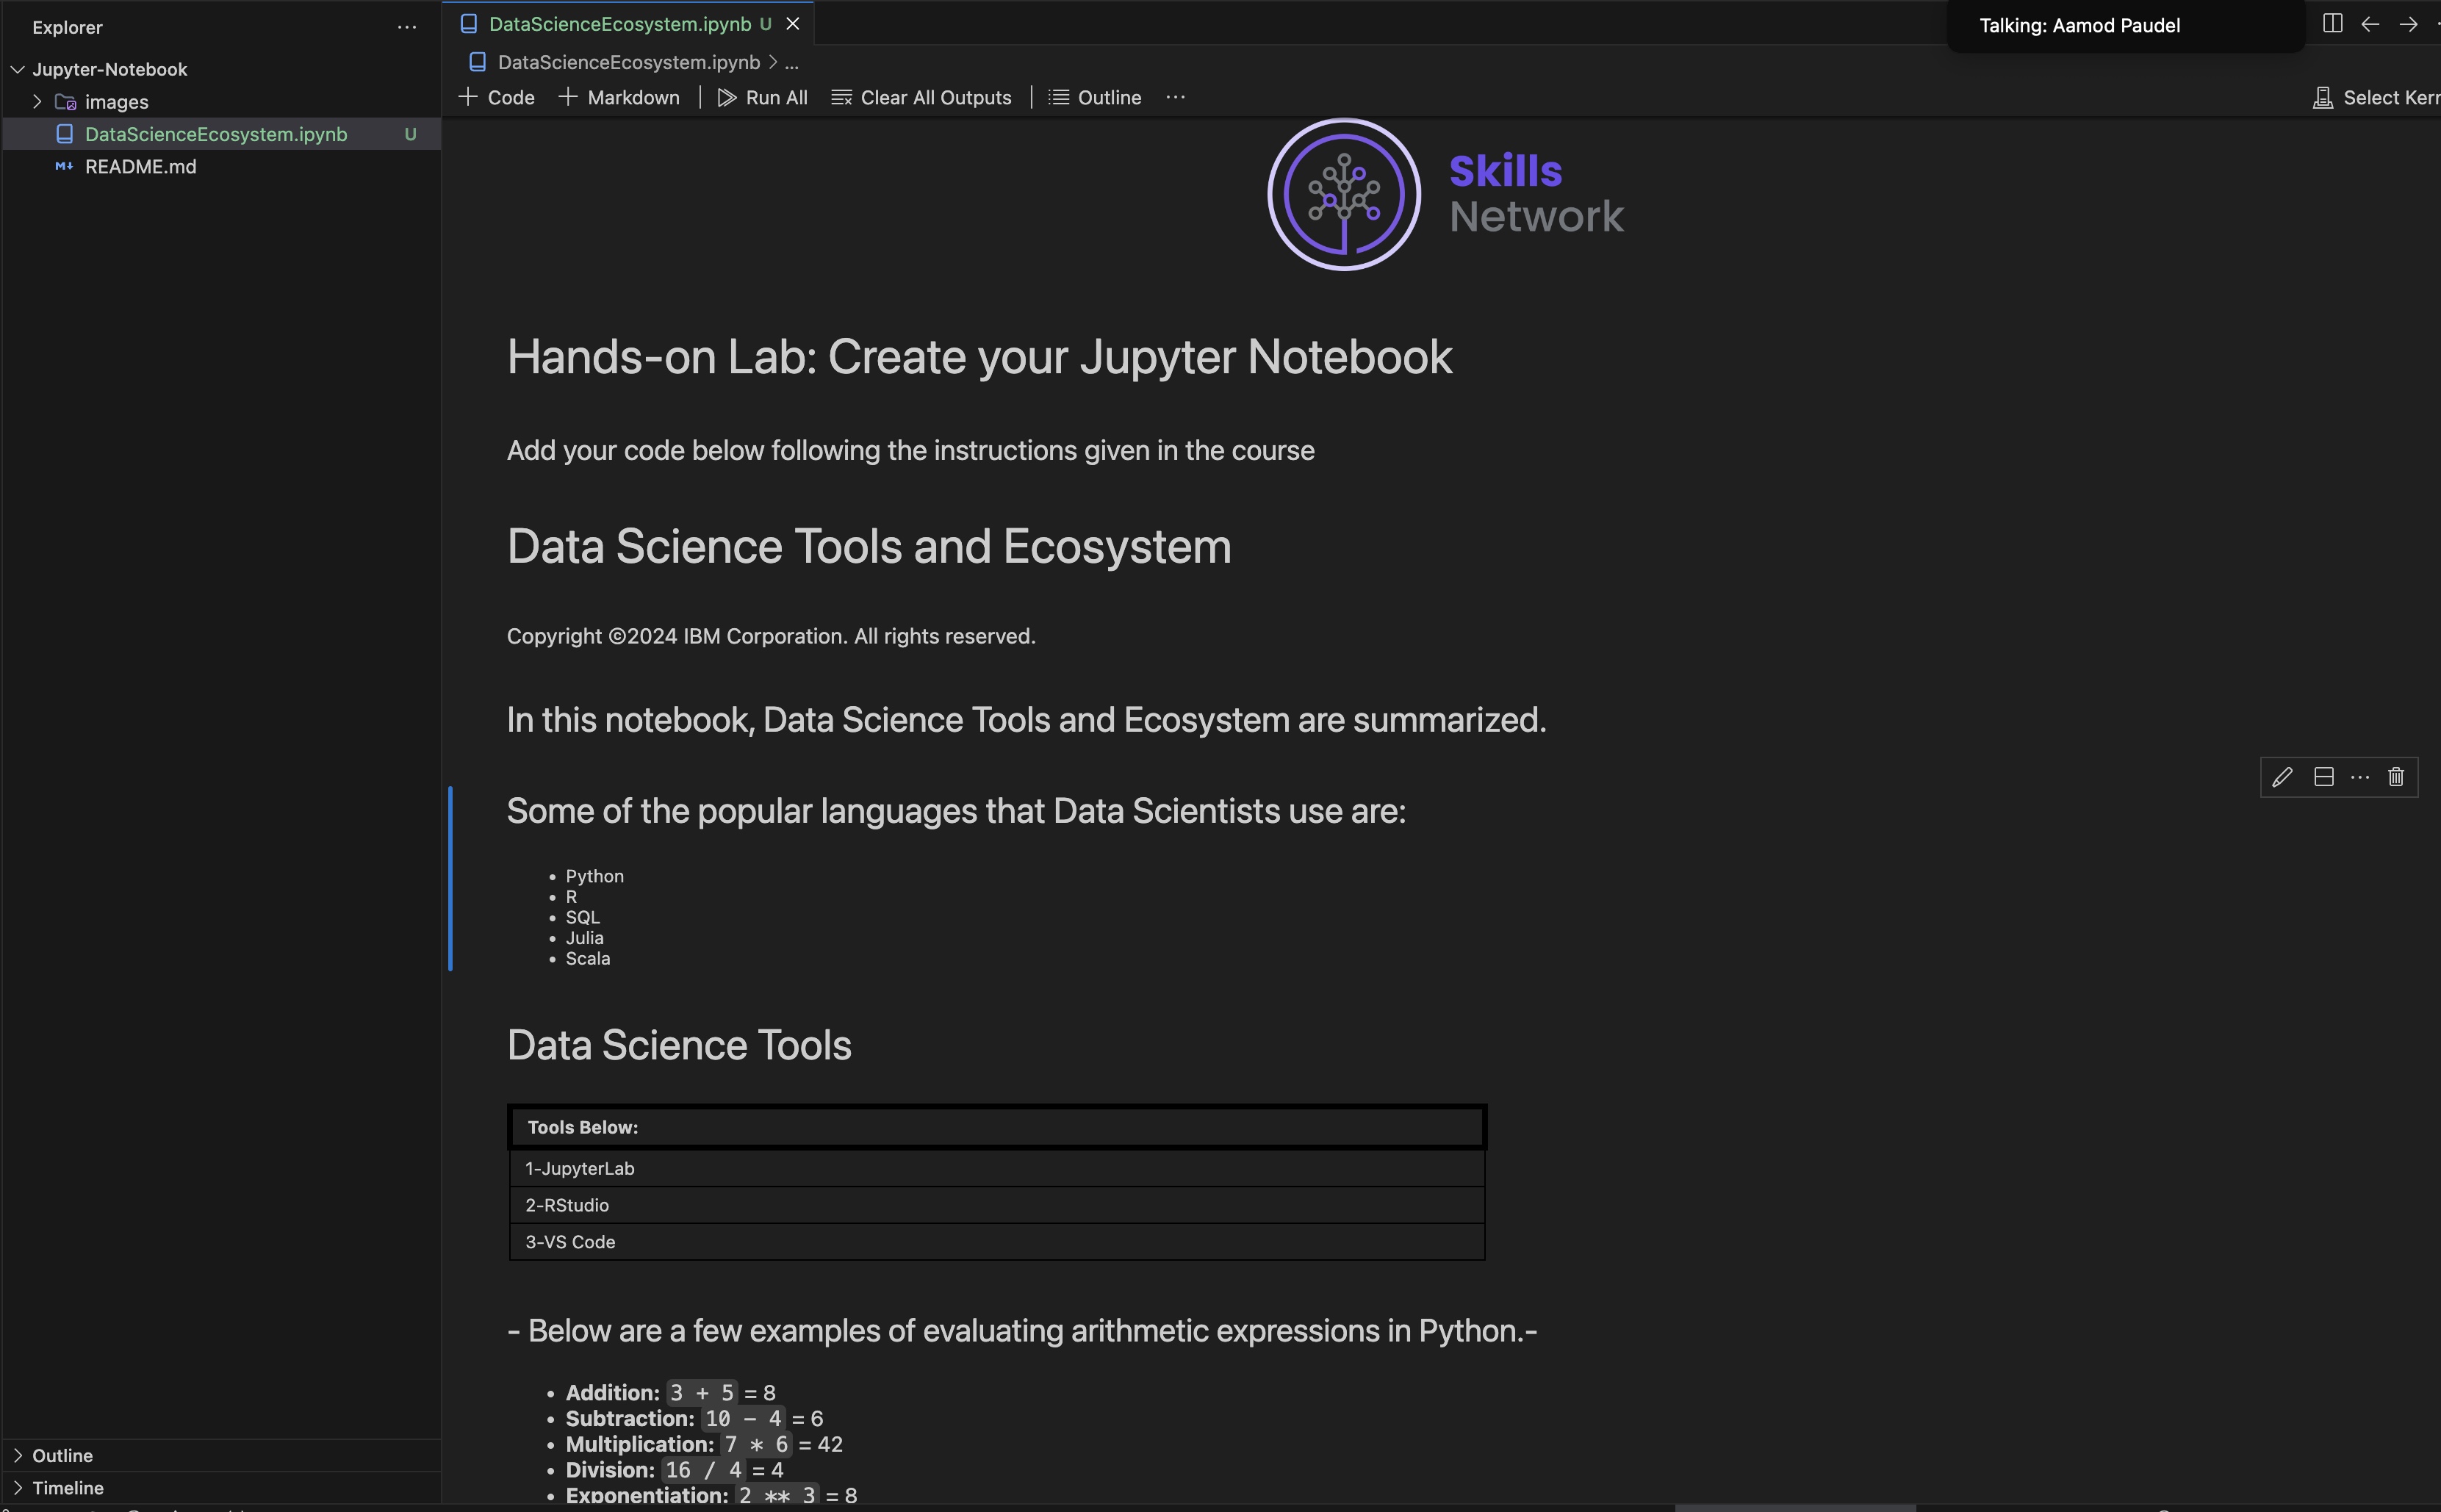 Explorer
Jupyter-Notebook
images
DataScienceEcosystem.ipynb U
README.md
Outline
Timeline
DataScienceEcosystem.ipynb U
Talking: Aamod Paudel
DataScienceEcosystem.ipynb > ...
Code Markdown Run All Clear All Outputs Outline ...
Select Kerr
Skills
Network
Hands-on Lab: Create your Jupyter Notebook
Add your code below following the instructions given in the course
Data Science Tools and Ecosystem
Copyright ©2024 IBM Corporation. All rights reserved.
In this notebook, Data Science Tools and Ecosystem are summarized.
Some of the popular languages that Data Scientists use are:
• Python
• R
• SQL
• Julia
• Scala
Data Science Tools
Tools Below:
1-JupyterLab
2-RStudio
3-VS Code
- Below are a few examples of evaluating arithmetic expressions in Python.-
• Addition: 3 + 5 = 8
• Subtraction: 10 - 4 = 6
• Multiplication: 7 * 6 = 42
• Division: 16 / 4 = 4
• Exponentiation: 2 ** 3 = 8